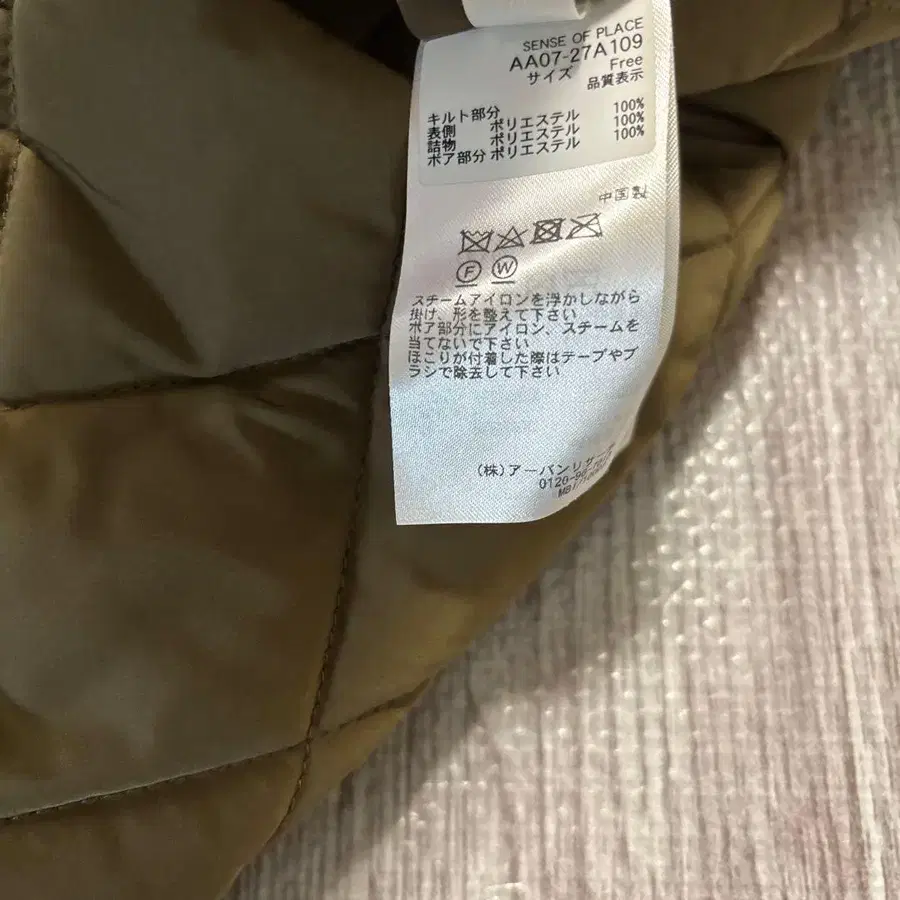 SENSE OF PLACE
AA07-27A109
サイズ Free
品質表示
キルト部分
表側 ポリエステル 100%
詰物 ポリエステル 100%
ボア部分 ポリエステル 100%
中国製
F W
スチームアイロンを浮かしながら
掛け、形を整えて下さい
ボア部分にアイロン、スチームを
当てないで下さい
ほこりが付着した際はテープやブ
ラシで除去して下さい
(株)アーバンリサーチ
0120-